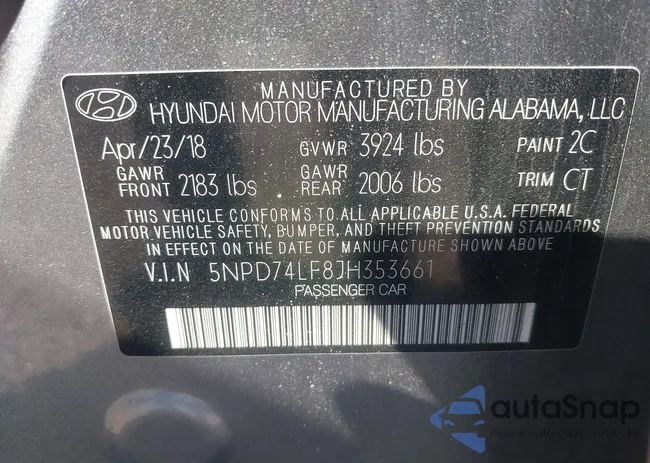 MANUFACTURED BY
HYUNDAI MOTOR MANUFACTURING ALABAMA, LLC
Apr/23/18 GVWR 3924 lbs PAINT 2C
GAWR FRONT 2183 lbs GAWR REAR 2006 lbs TRIM CT
THIS VEHICLE CONFORMS TO ALL APPLICABLE U.S.A. FEDERAL
MOTOR VEHICLE SAFETY, BUMPER, AND THEFT PREVENTION STANDARDS
IN EFFECT ON THE DATE OF MANUFACTURE SHOWN ABOVE
V.I.N 5NPD74LF8JH353661
PASSENGER CAR
autaSnap